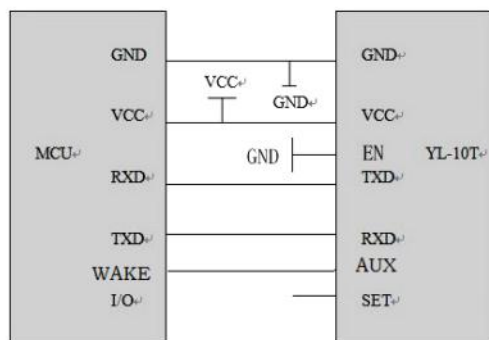 GND
GND
VCC
GND
VCC
VCC
GND
EN
MCU
YL-10T
RXD
TXD
TXD
RXD
WAKE
AUX
I/O
SET